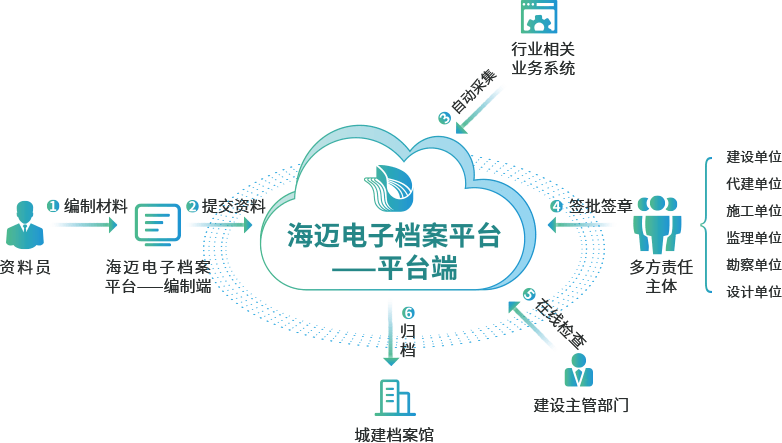 行业相关
业务系统
③ 自动采集
① 编制材料
② 提交资料
④ 签批签章
海迈电子档案平台
——平台端
资料员
海迈电子档案
平台——编制端
多方责任
主体
建设单位
代建单位
施工单位
监理单位
勘察单位
设计单位
⑤ 在线检查
⑥
归
档
建设主管部门
城建档案馆